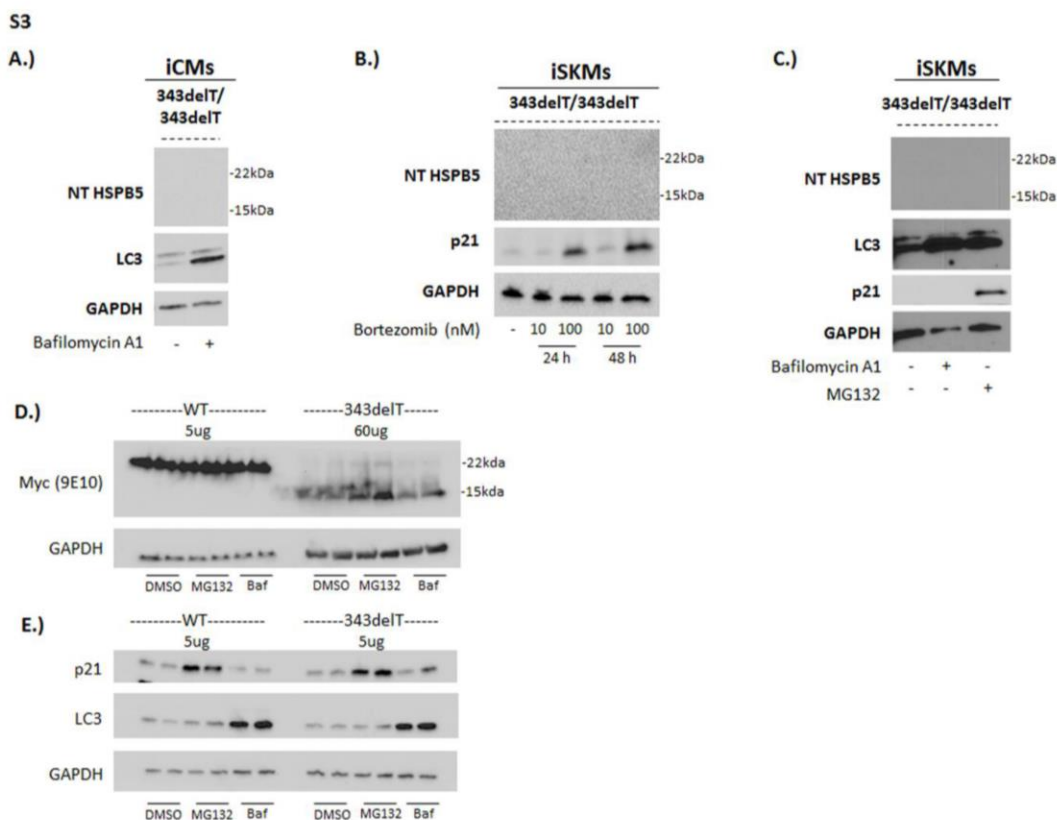 S3
A.)
iCMs
343delT/
343delT
----------
NT HSPB5
-22kDa
-15kDa
LC3
GAPDH
Bafilomycin A1
- +
B.)
iSKMs
343delT/343delT
NT HSPB5
-22kDa
-15kDa
p21
GAPDH
Bortezomib (nM) - 10 100 10 100
24 h 48 h
C.)
iSKMs
343delT/343delT
NT HSPB5
-22kDa
-15kDa
LC3
p21
GAPDH
Bafilomycin A1 - + -
MG132 - - +
D.)
---------WT---------- -------343delT------
5ug 60ug
Myc (9E10)
-22kda
-15kda
GAPDH
DMSO MG132 Baf DMSO MG132 Baf
E.)
---------WT---------- -------343delT------
5ug 5ug
p21
LC3
GAPDH
DMSO MG132 Baf DMSO MG132 Baf